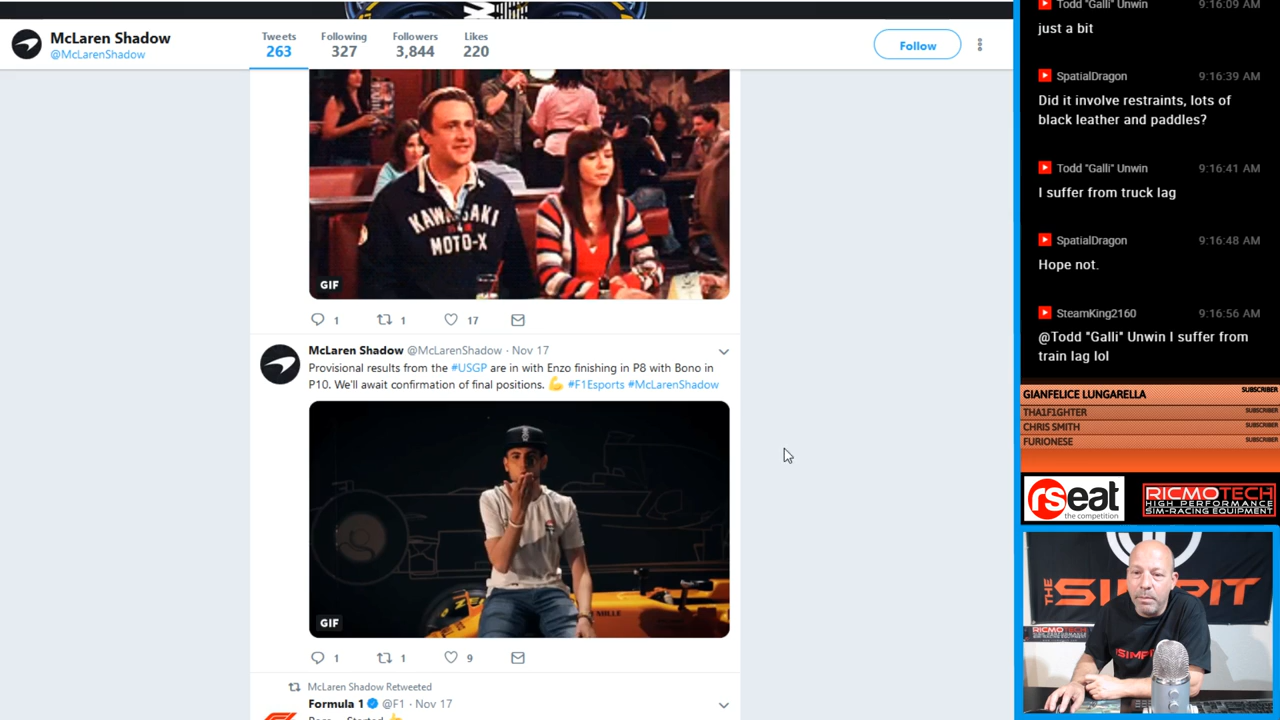 McLaren Shadow
@McLarenShadow
Tweets
263
Following
327
Followers
3,844
Likes
220
Follow
KAWASAKI
MOTO-X
GIF
1
1
17
McLaren Shadow @McLarenShadow · Nov 17
Provisional results from the #USGP are in with Enzo finishing in P8 with Bono in
P10. We'll await confirmation of final positions. 💪 #F1Esports #McLarenShadow
GIF
1
1
9
McLaren Shadow Retweeted
Formula 1 @F1 · Nov 17
Todd "Galli" Unwin 9:16:09 AM
just a bit
SpatialDragon 9:16:39 AM
Did it involve restraints, lots of
black leather and paddles?
Todd "Galli" Unwin 9:16:41 AM
I suffer from truck lag
SpatialDragon 9:16:48 AM
Hope not.
SteamKing2160 9:16:56 AM
@Todd "Galli" Unwin I suffer from
train lag lol
GIANFELICE LUNGARELLA SUBSCRIBER
THA1F1GHTER SUBSCRIBER
CHRIS SMITH SUBSCRIBER
FURIONESE SUBSCRIBER
rseat
the competition
RICMOTECH
HIGH PERFORMANCE
SIM-RACING EQUIPMENT
THE SIMPIT
RICMOTECH
SIMPIT